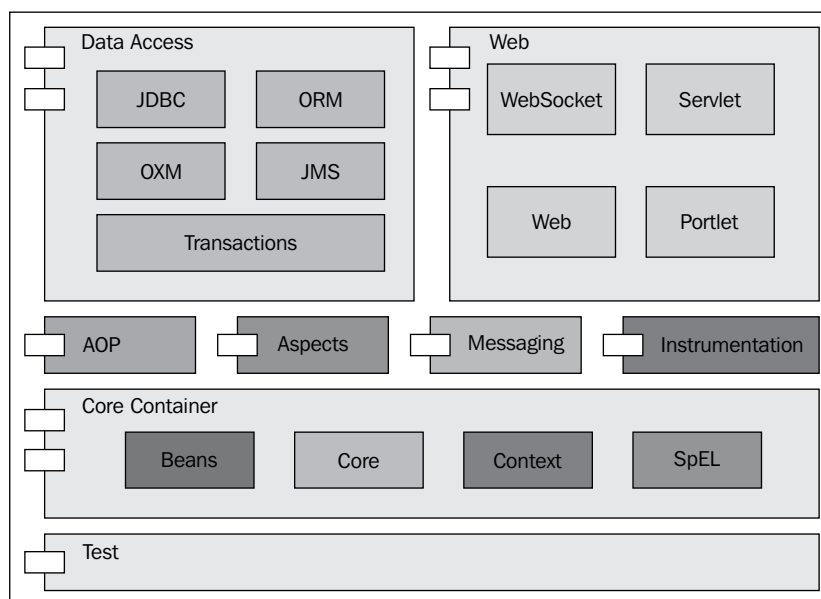 Data Access
JDBC
ORM
OXM
JMS
Transactions
Web
WebSocket
Servlet
Web
Portlet
AOP
Aspects
Messaging
Instrumentation
Core Container
Beans
Core
Context
SpEL
Test